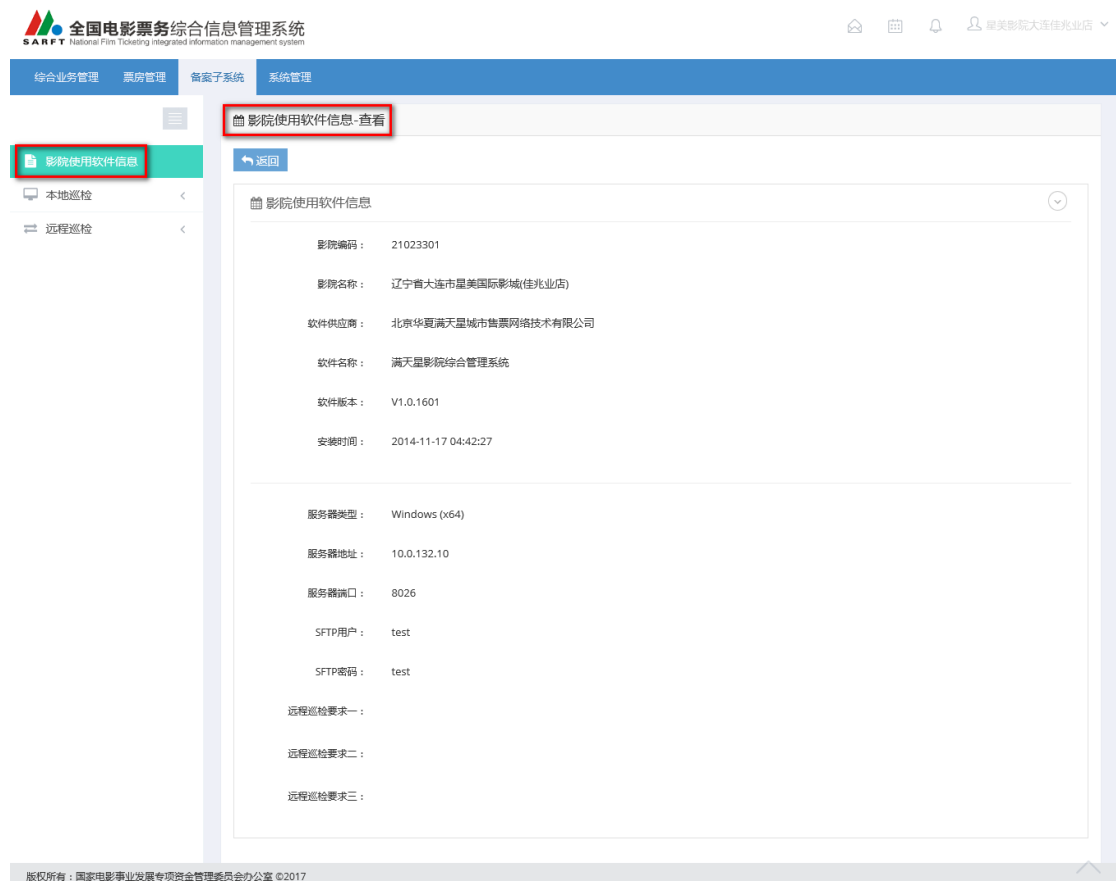 全国电影票务综合信息管理系统
SARFT National Film Ticketing integrated information management system
星美影院大连佳兆业店
综合业务管理 票房管理 备案子系统 系统管理
影院使用软件信息-查看
影院使用软件信息
返回
本地巡检
影院使用软件信息
远程巡检
影院编码： 21023301
影院名称： 辽宁省大连市星美国际影城(佳兆业店)
软件供应商： 北京华夏满天星城市售票网络技术有限公司
软件名称： 满天星影院综合管理系统
软件版本： V1.0.1601
安装时间： 2014-11-17 04:42:27
服务器类型： Windows (x64)
服务器地址： 10.0.132.10
服务器端口： 8026
SFTP用户： test
SFTP密码： test
远程巡检要求一：
远程巡检要求二：
远程巡检要求三：
版权所有：国家电影事业发展专项资金管理委员会办公室 ©2017